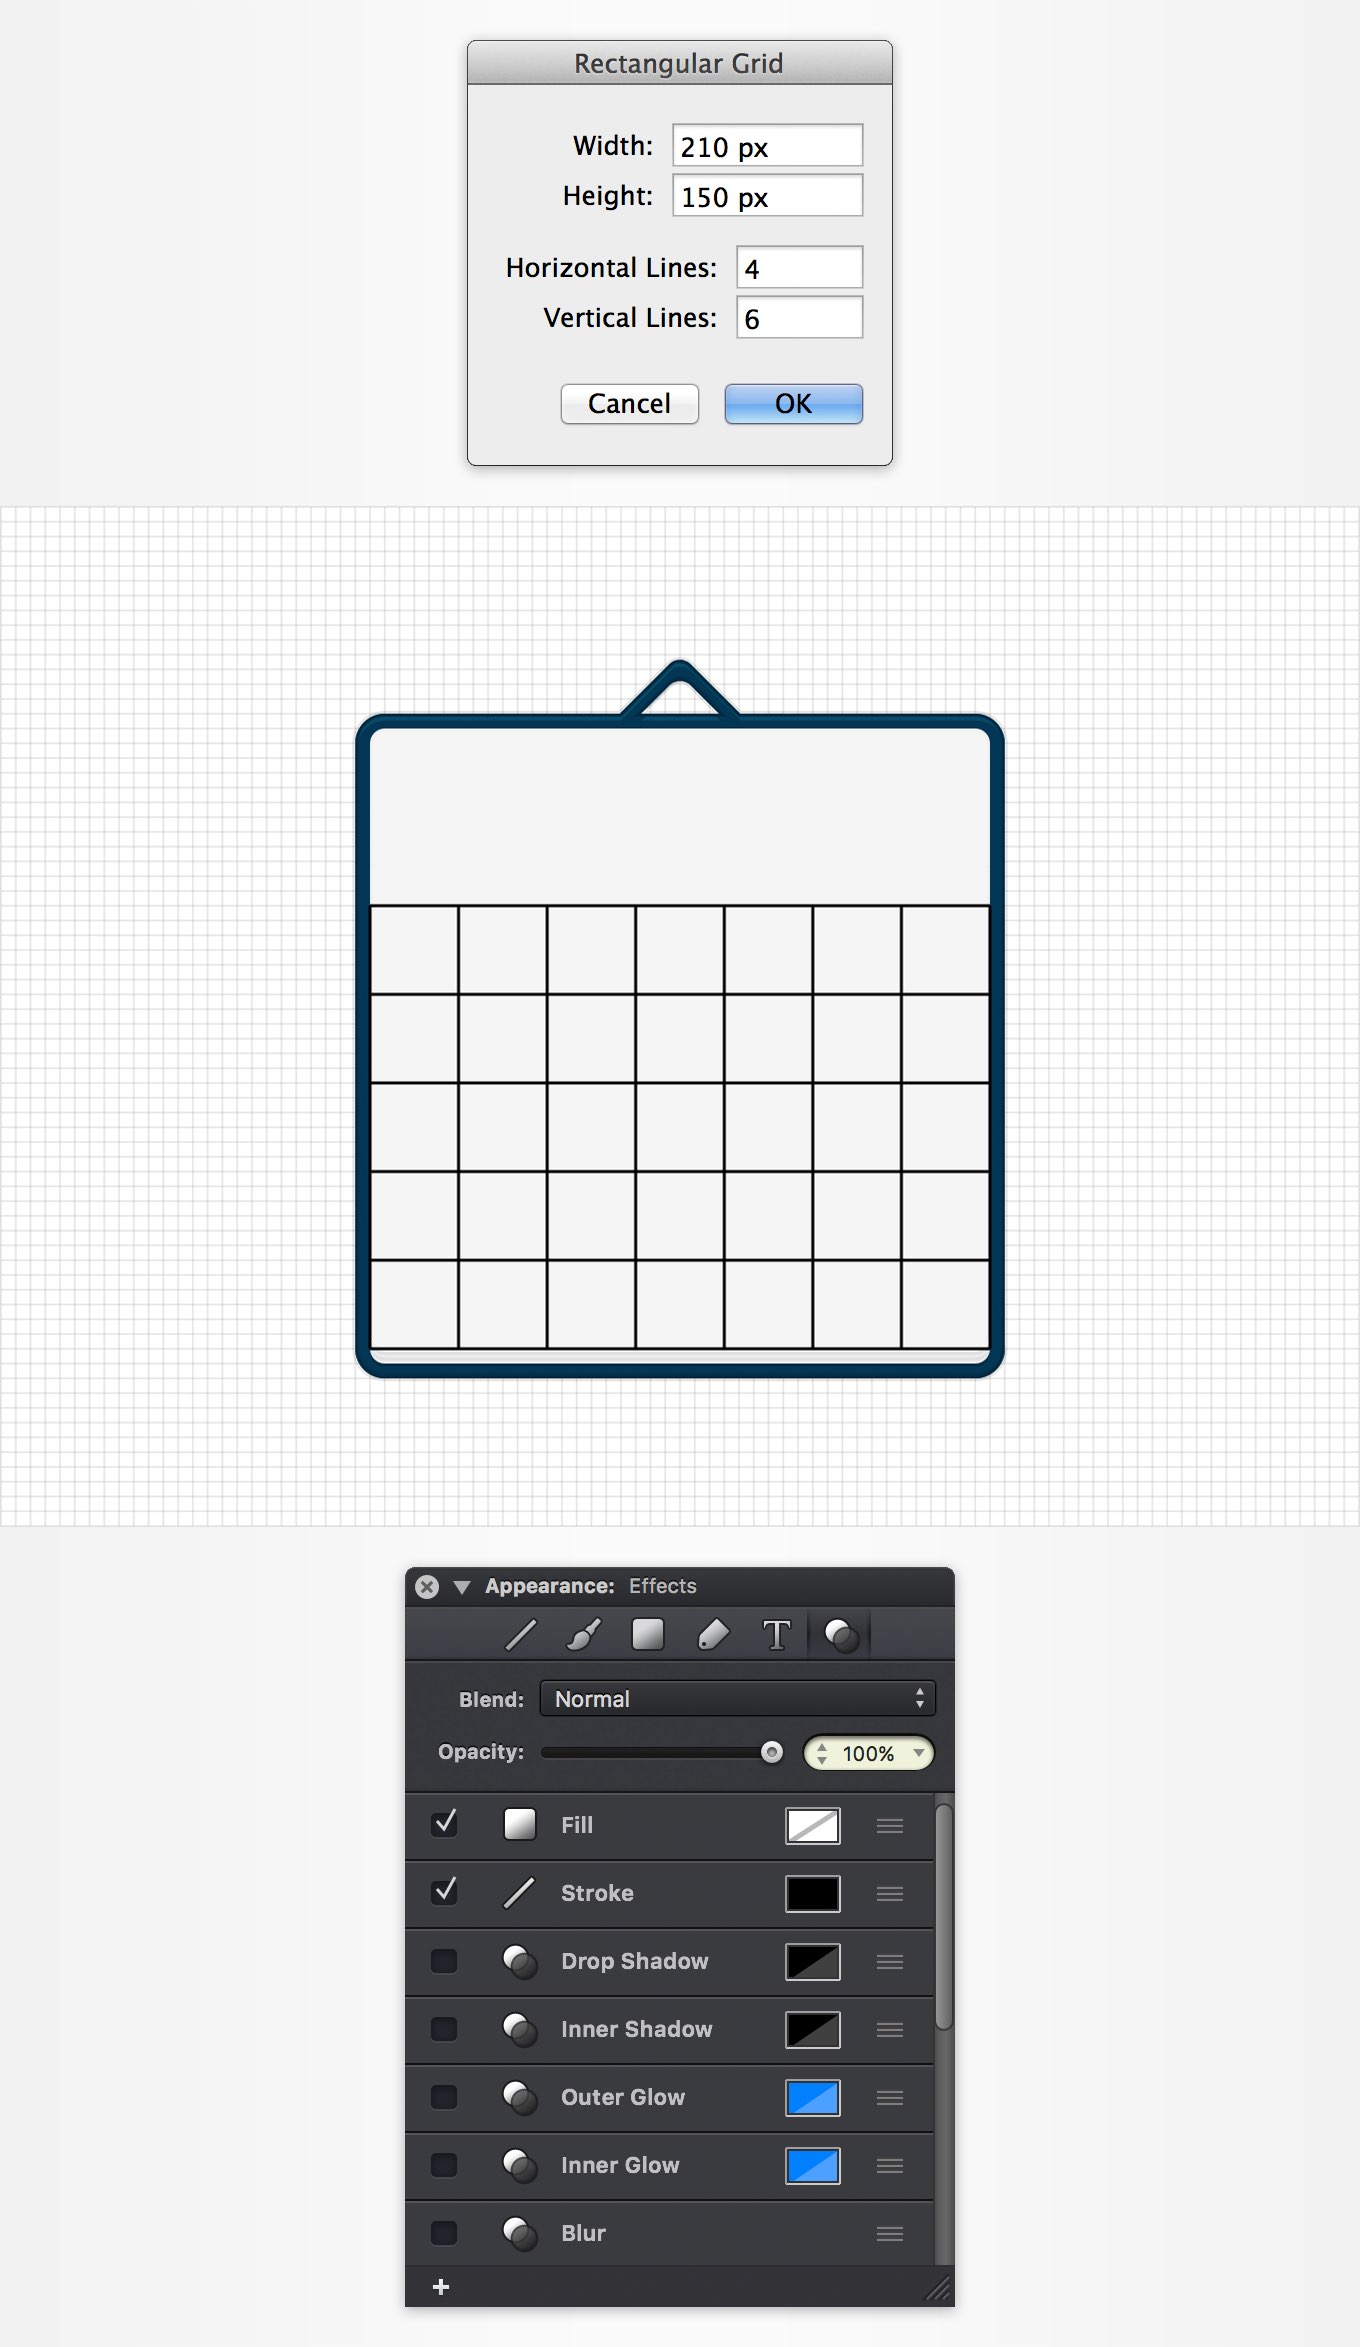 Rectangular Grid
Width: 210 px
Height: 150 px
Horizontal Lines: 4
Vertical Lines: 6
Cancel OK
Appearance: Effects
T
Blend: Normal
Opacity: 100%
Fill
Stroke
Drop Shadow
Inner Shadow
Outer Glow
Inner Glow
Blur